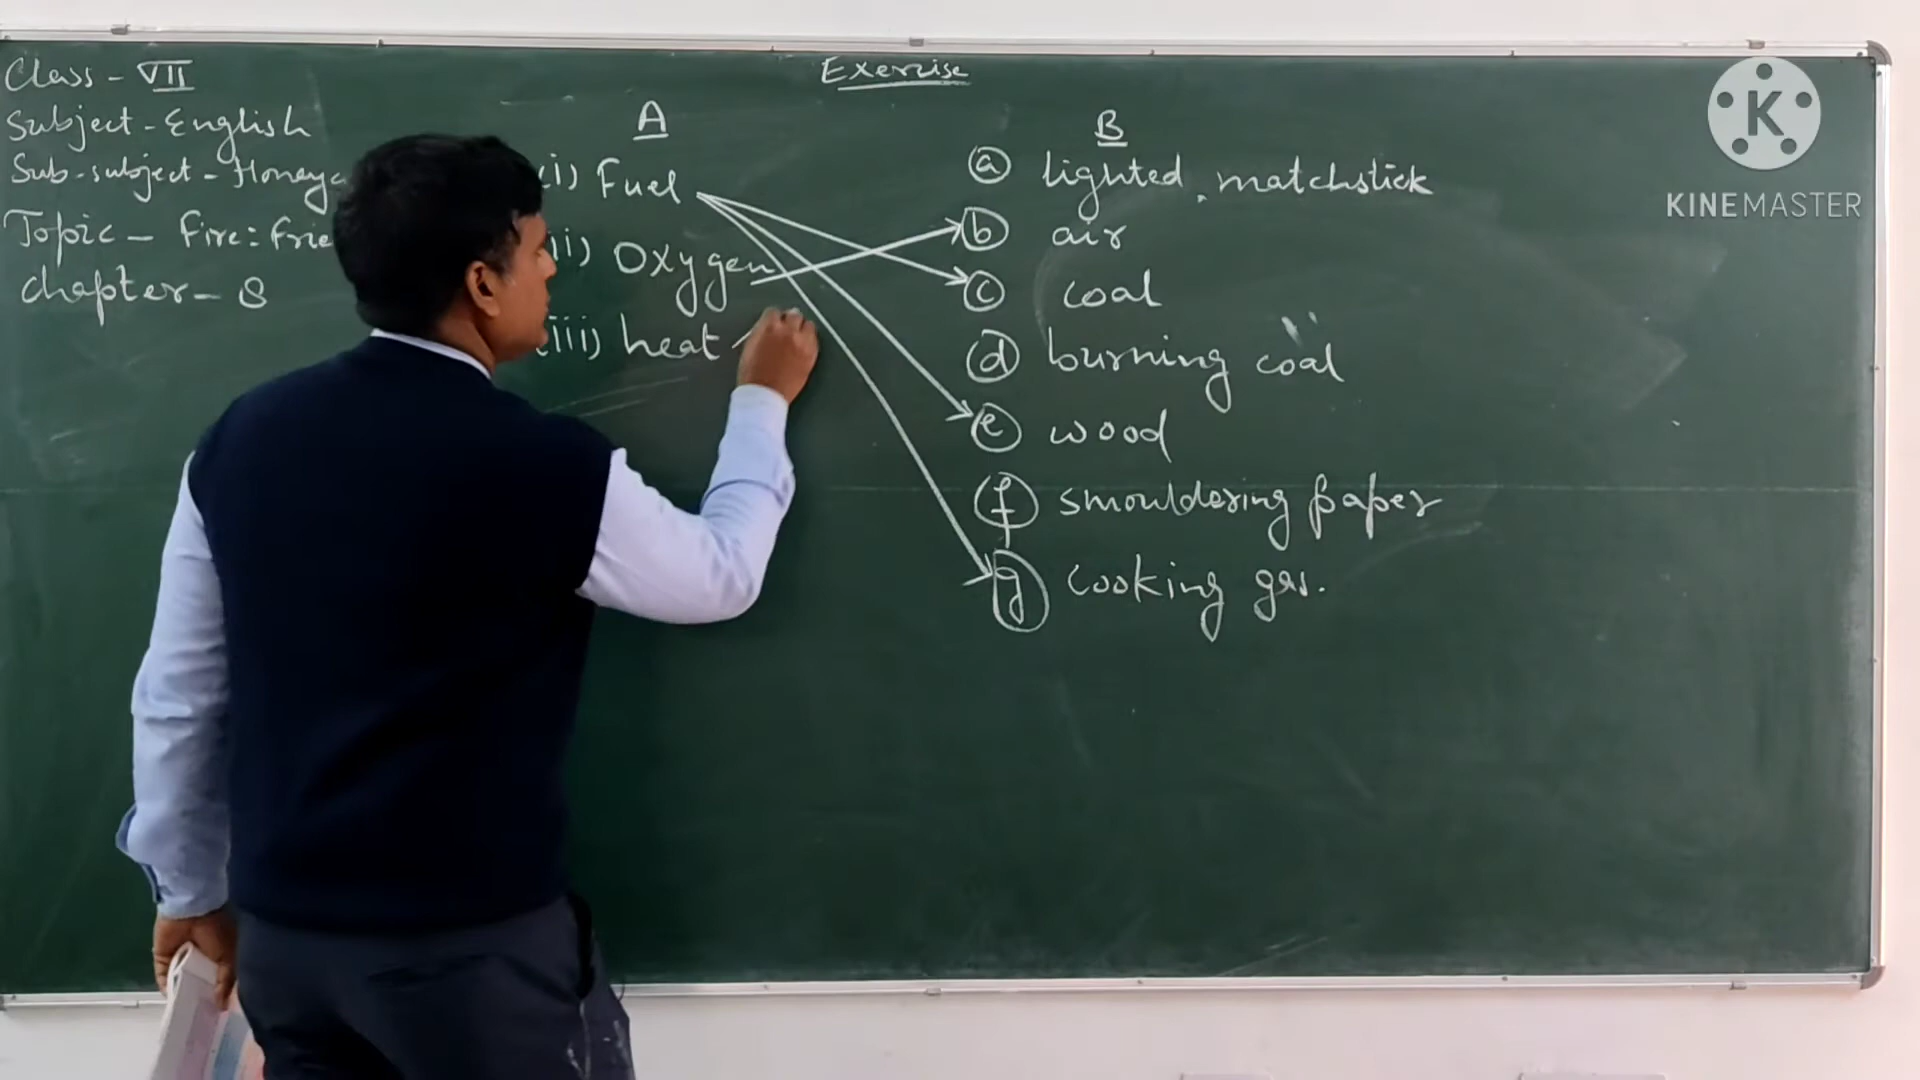 Exercise
Class - VII
Subject - English
Sub-subject - Honeyc
Topic - Fire: Frie
Chapter - 8
A
(i) Fuel
(ii) Oxygen
(iii) heat
B
(a) lighted matchstick
(b) air
(c) coal
(d) burning coal
(e) wood
(f) smouldering paper
(g) cooking gas.
K
KINEMASTER